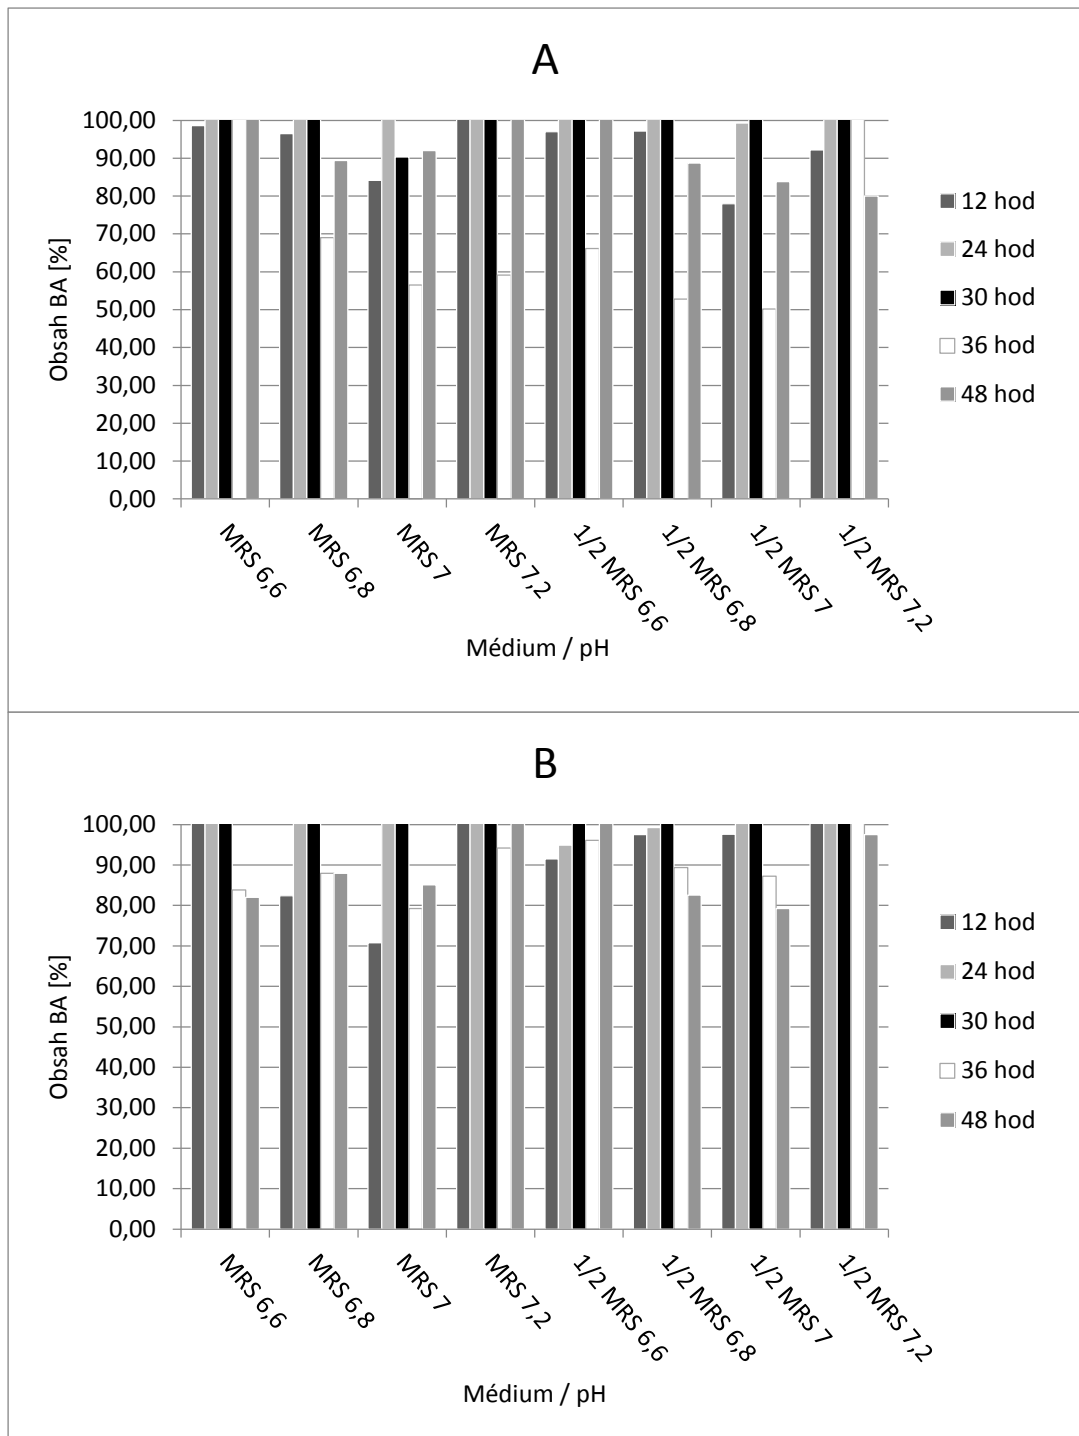 A
100,00
90,00
80,00
70,00
60,00
50,00
40,00
30,00
20,00
10,00
0,00
Obsah BA [%]
MRS 6,6
MRS 6,8
MRS 7
MRS 7,2
1/2 MRS 6,6
1/2 MRS 6,8
1/2 MRS 7
1/2 MRS 7,2
Médium / pH
12 hod
24 hod
30 hod
36 hod
48 hod
B
100,00
90,00
80,00
70,00
60,00
50,00
40,00
30,00
20,00
10,00
0,00
Obsah BA [%]
MRS 6,6
MRS 6,8
MRS 7
MRS 7,2
1/2 MRS 6,6
1/2 MRS 6,8
1/2 MRS 7
1/2 MRS 7,2
Médium / pH
12 hod
24 hod
30 hod
36 hod
48 hod